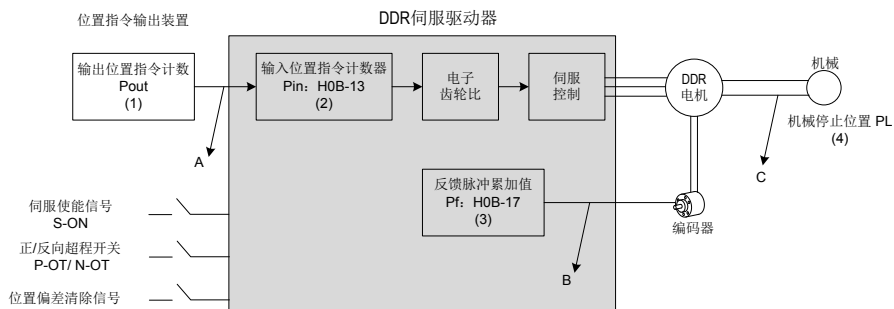 位置指令输出装置
DDR伺服驱动器
输出位置指令计数
Pout
(1)
输入位置指令计数器
Pin：H0B-13
(2)
电子
齿轮比
伺服
控制
DDR
电机
机械
机械停止位置 PL
(4)
A
C
反馈脉冲累加值
Pf：H0B-17
(3)
B
编码器
伺服使能信号
S-ON
正/反向超程开关
P-OT/ N-OT
位置偏差清除信号